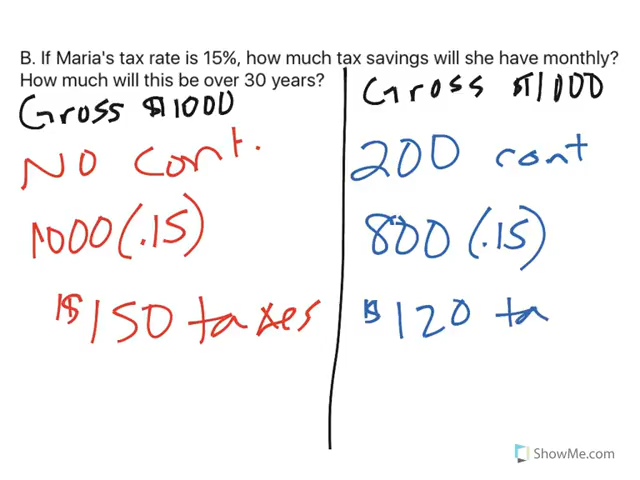 B. If Maria's tax rate is 15%, how much tax savings will she have monthly?
How much will this be over 30 years?
Gross $1000
No cont.
1000(.15)
$150 taxes
Gross $1000
200 cont
800 (.15)
$120 ta
ShowMe.com